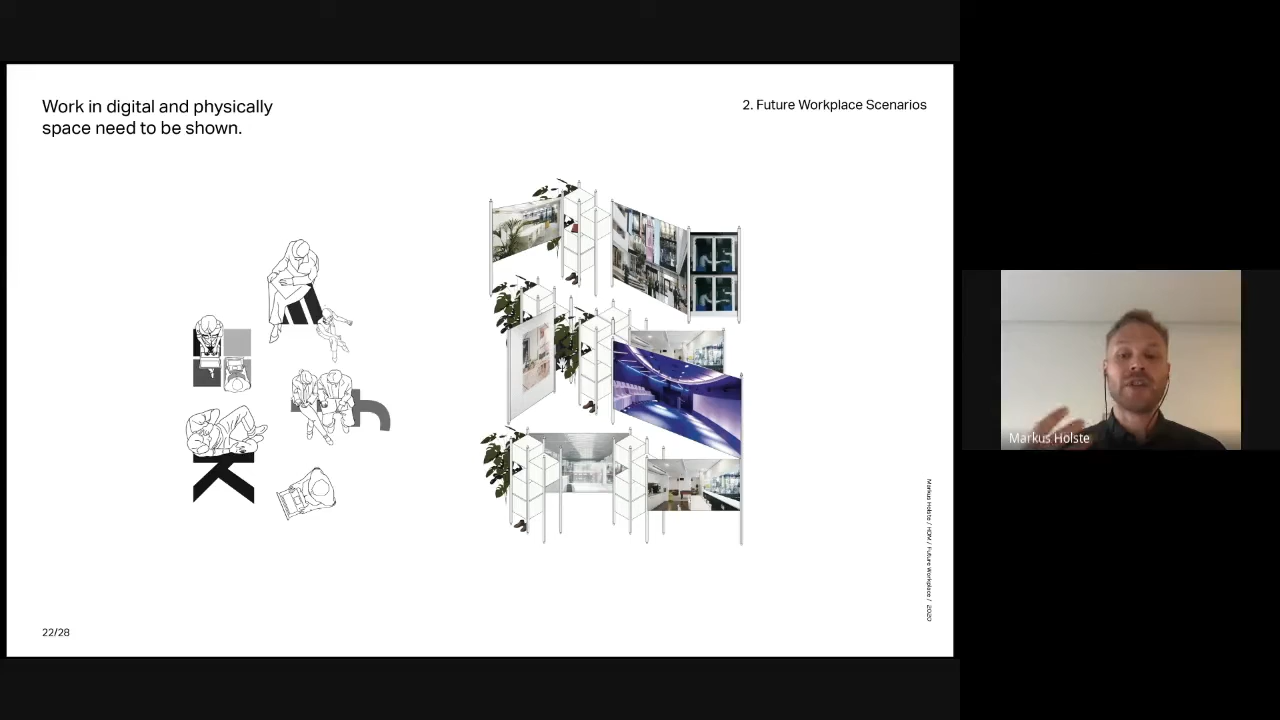 Work in digital and physically
space need to be shown.
2. Future Workplace Scenarios
K
h
Markus Holste
Markus Holste / HDM / Future Workplace / 2020
22/28